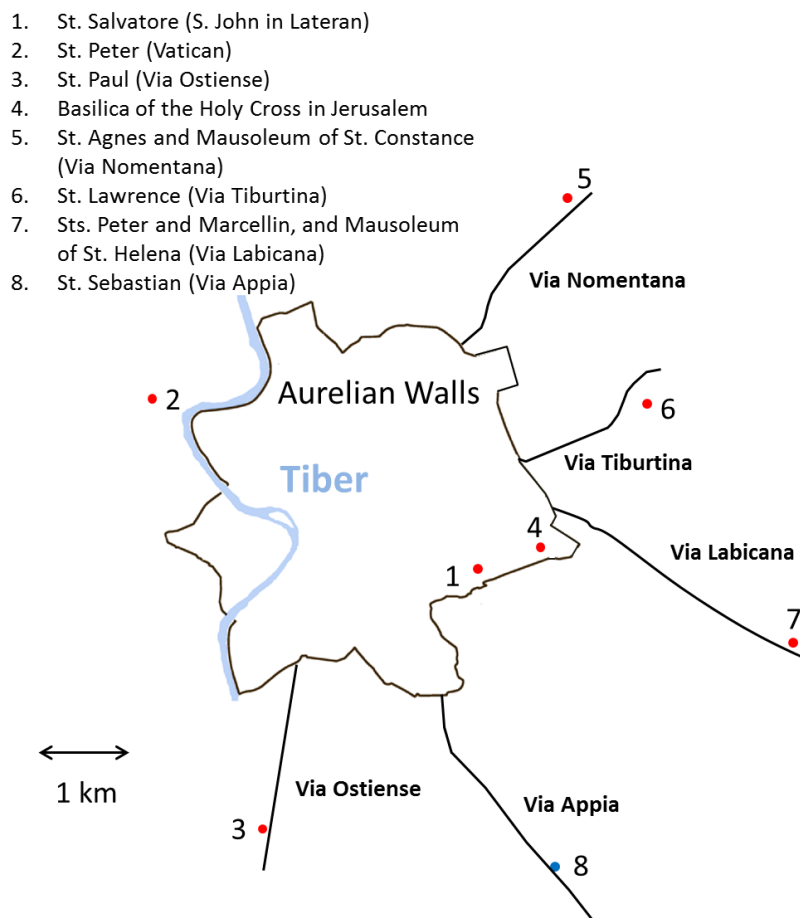 1. St. Salvatore (S. John in Lateran)
2. St. Peter (Vatican)
3. St. Paul (Via Ostiense)
4. Basilica of the Holy Cross in Jerusalem
5. St. Agnes and Mausoleum of St. Constance
(Via Nomentana)
6. St. Lawrence (Via Tiburtina)
7. Sts. Peter and Marcellin, and Mausoleum
of St. Helena (Via Labicana)
8. St. Sebastian (Via Appia)
5
Via Nomentana
Aurelian Walls
2
6
Via Tiburtina
Tiber
4
Via Labicana
1
7
1 km
Via Ostiense
Via Appia
3
8